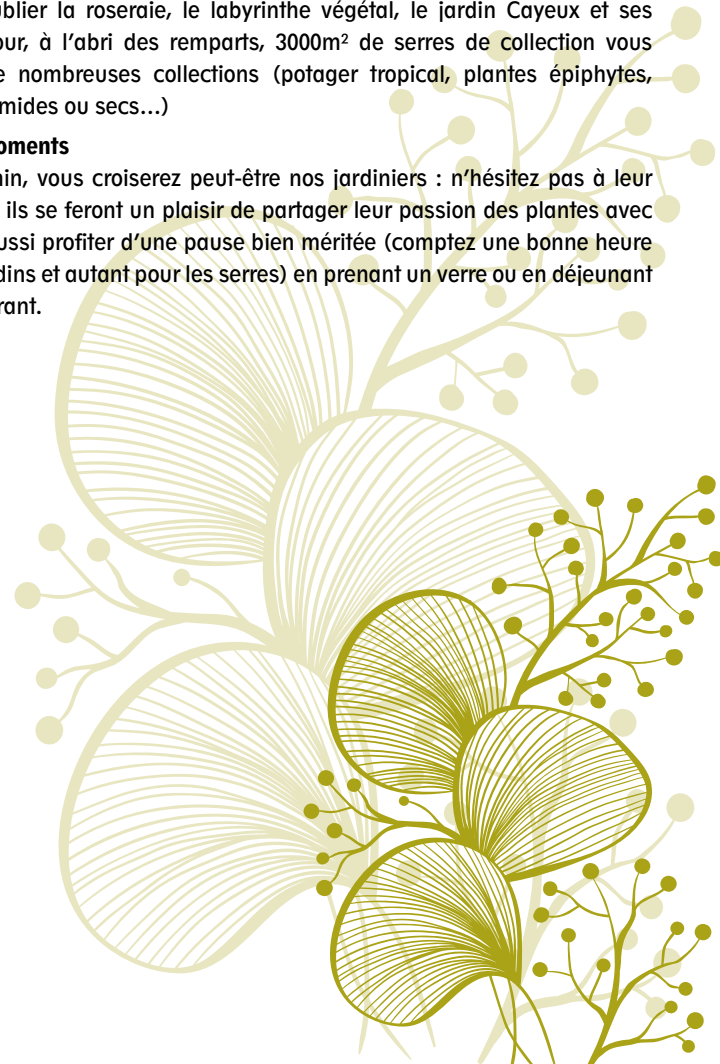 blier la roseraie, le labyrinthe végétal, le jardin Cayeux et ses
our, à l’abri des remparts, 3000m² de serres de collection vous
e nombreuses collections (potager tropical, plantes épiphytes,
mides ou secs...)
oments
in, vous croiserez peut-être nos jardiniers : n’hésitez pas à leur
ils se feront un plaisir de partager leur passion des plantes avec
ussi profiter d’une pause bien méritée (comptez une bonne heure
dins et autant pour les serres) en prenant un verre ou en déjeunant
rant.